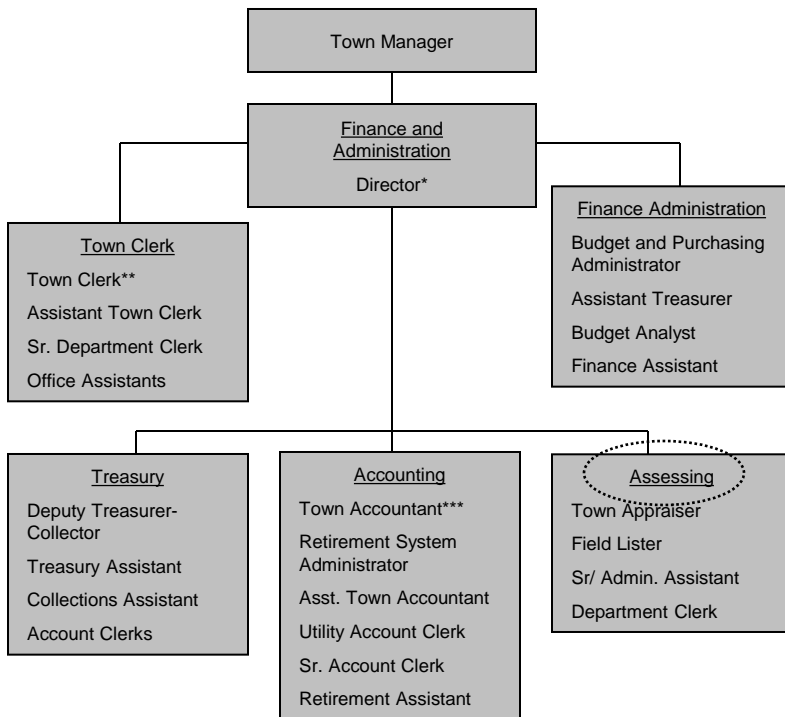 Town Manager
Finance and
Administration
Director*
Town Clerk
Town Clerk**
Assistant Town Clerk
Sr. Department Clerk
Office Assistants
Finance Administration
Budget and Purchasing
Administrator
Assistant Treasurer
Budget Analyst
Finance Assistant
Treasury
Deputy Treasurer-
Collector
Treasury Assistant
Collections Assistant
Account Clerks
Accounting
Town Accountant***
Retirement System
Administrator
Asst. Town Accountant
Utility Account Clerk
Sr. Account Clerk
Retirement Assistant
Assessing
Town Appraiser
Field Lister
Sr/ Admin. Assistant
Department Clerk